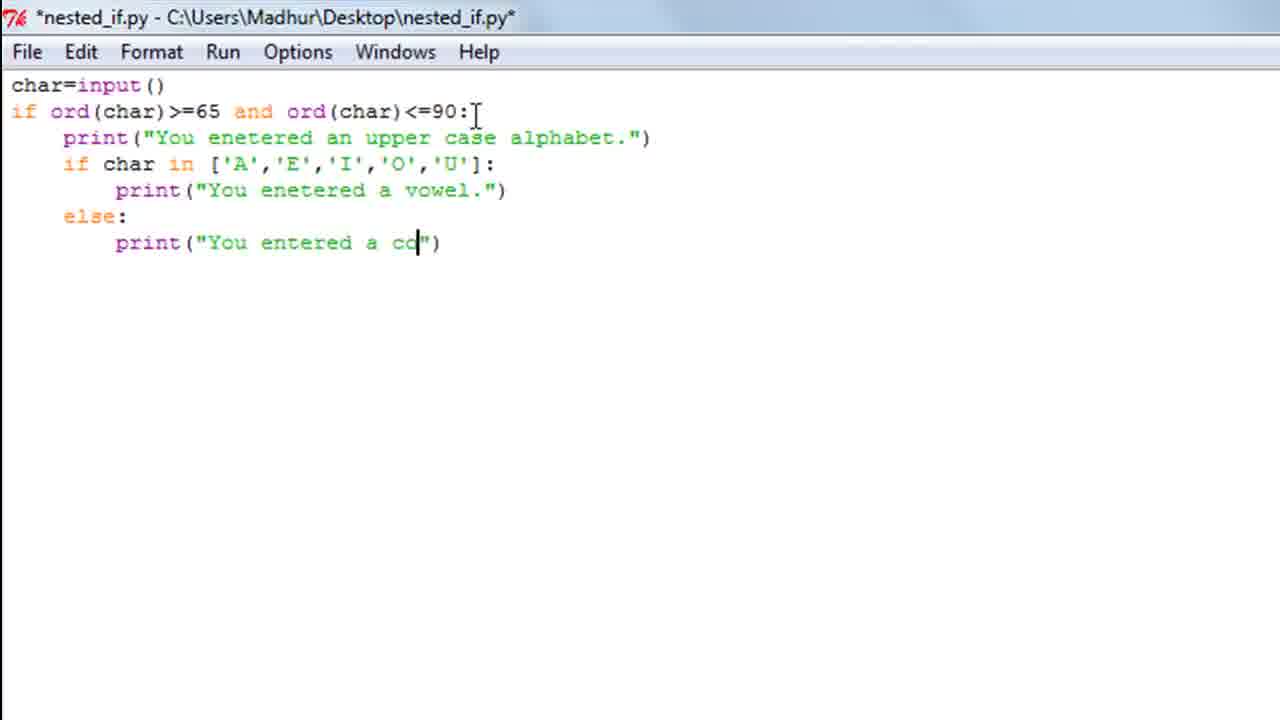 *nested_if.py - C:\Users\Madhur\Desktop\nested_if.py*
File Edit Format Run Options Windows Help
char=input()
if ord(char)>=65 and ord(char)<=90:
    print("You enetered an upper case alphabet.")
    if char in ['A','E','I','O','U']:
        print("You enetered a vowel.")
    else:
        print("You entered a co")